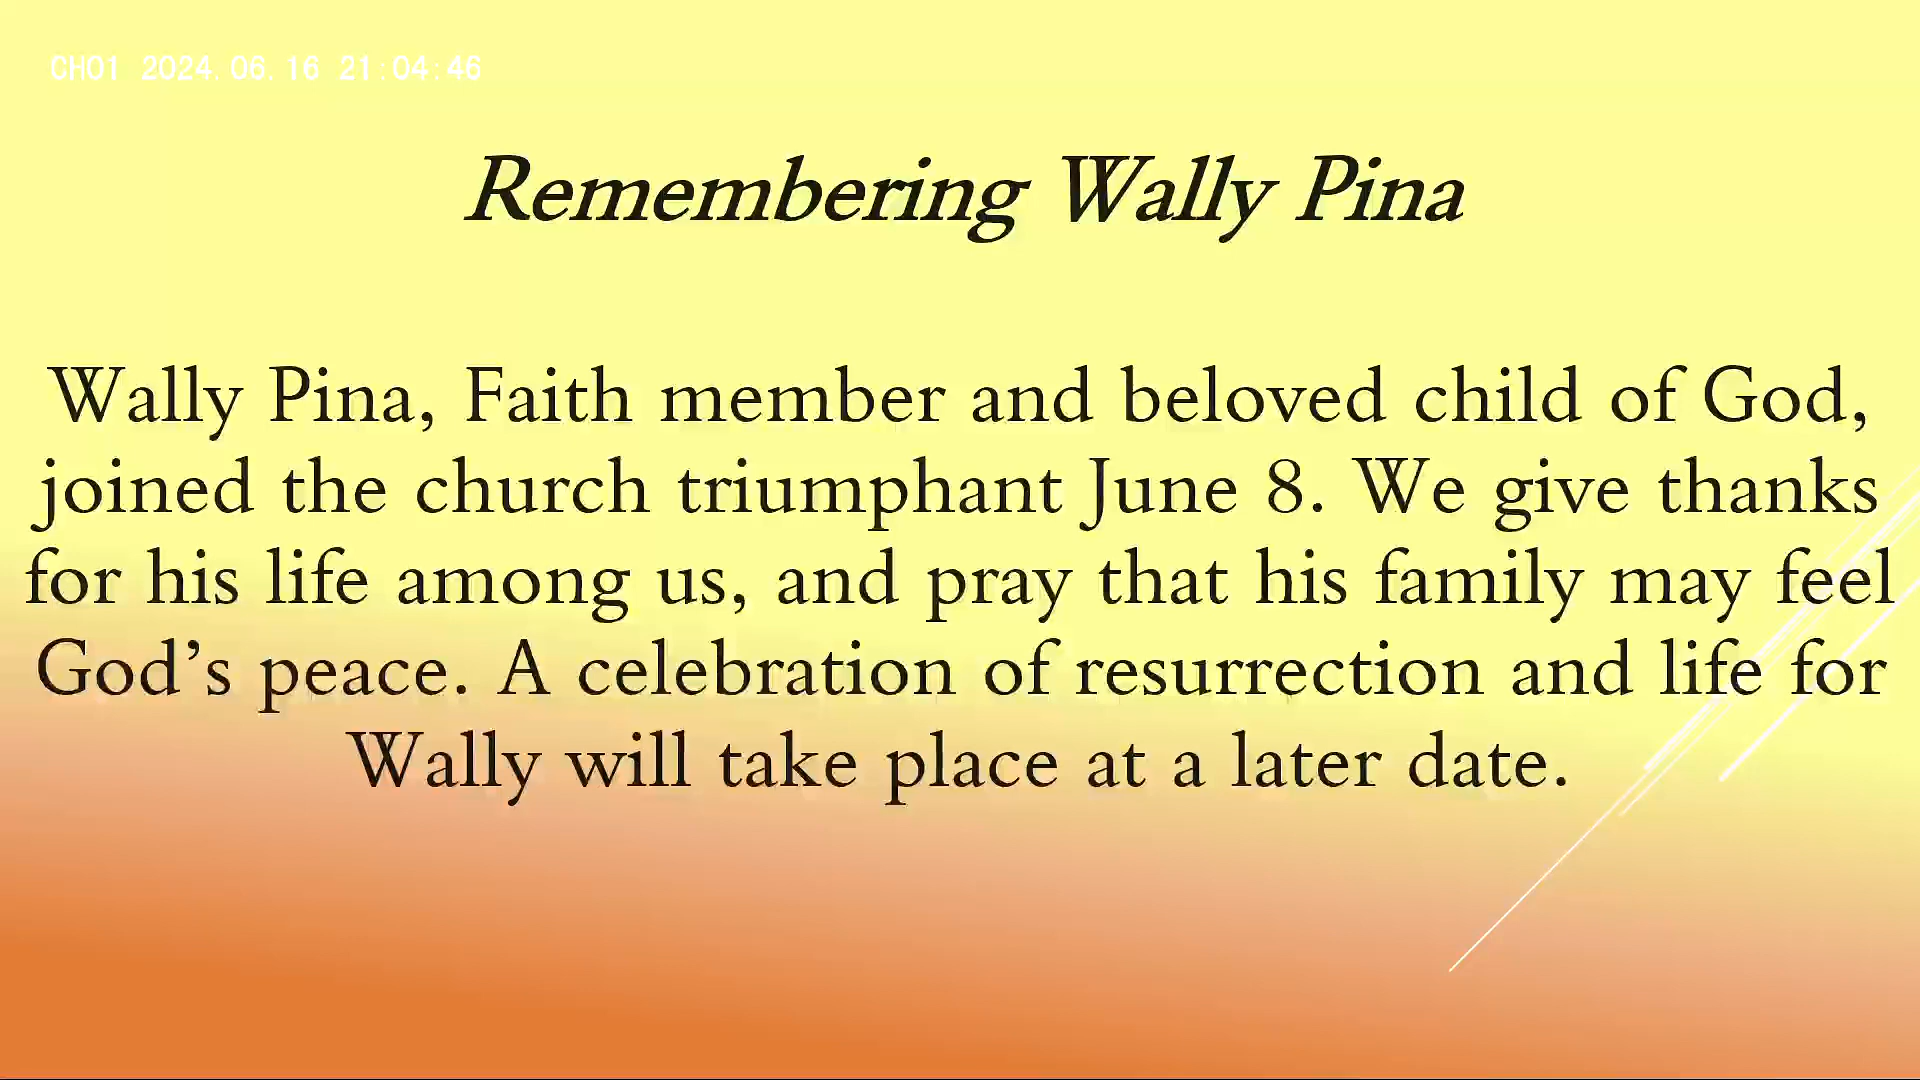 CH01 2024.06.16 21:04:46
Remembering Wally Pina
Wally Pina, Faith member and beloved child of God,
joined the church triumphant June 8. We give thanks
for his life among us, and pray that his family may feel
God’s peace. A celebration of resurrection and life for
Wally will take place at a later date.